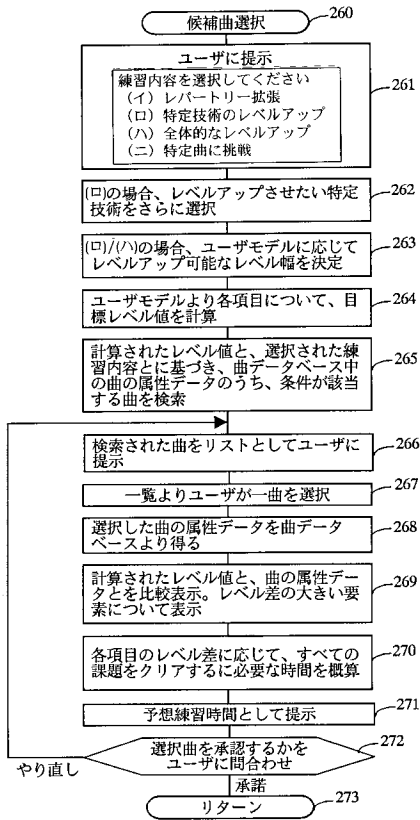 候補曲選択
260
ユーザに提示
練習内容を選択してください
(イ) レパートリー拡張
(ロ) 特定技術のレベルアップ
(ハ) 全体的なレベルアップ
(ニ) 特定曲に挑戦
261
(ロ)の場合、レベルアップさせたい特定
技術をさらに選択
262
(ロ)/(ハ)の場合、ユーザモデルに応じて
レベルアップ可能なレベル幅を決定
263
ユーザモデルより各項目について、目
標レベル値を計算
264
計算されたレベル値と、選択された練
習内容とに基づき、曲データベース中
の曲の属性データのうち、条件が該当
する曲を検索
265
検索された曲をリストとしてユーザに
提示
266
一覧よりユーザが一曲を選択
267
選択した曲の属性データを曲データ
ベースより得る
268
計算されたレベル値と、曲の属性デー
タとを比較表示。レベル差の大きい要
素について表示
269
各項目のレベル差に応じて、すべての
課題をクリアするに必要な時間を概算
270
予想練習時間として提示
271
選択曲を承認するかを
ユーザに問合わせ
272
やり直し
承諾
リターン
273